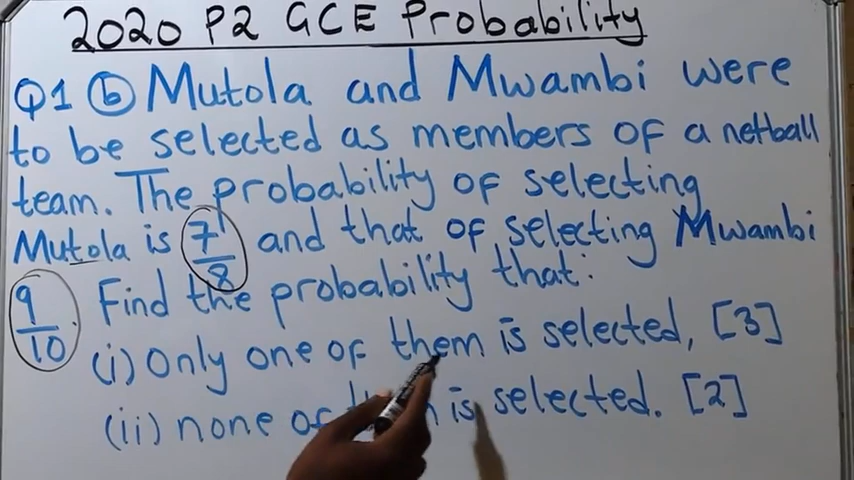 2020 P2 GCE Probability
Q1 (b) Mutola and Mwambi were
to be selected as members of a netball
team. The probability of selecting
Mutola is 7/8 and that of selecting Mwambi
9/10. Find the probability that:
(i) Only one of them is selected, [3]
(ii) none of is selected. [2]